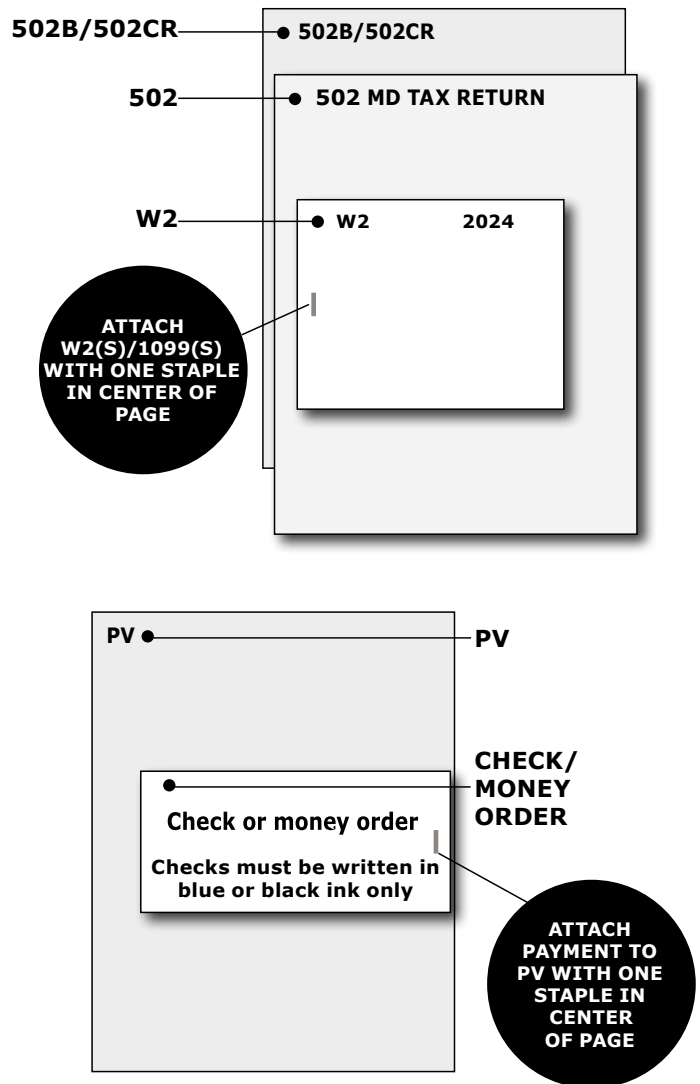 502B/502CR
502B/502CR
502
502 MD TAX RETURN
W2
W2 2024
ATTACH
W2(S)/1099(S)
WITH ONE STAPLE
IN CENTER OF
PAGE
PV
PV
CHECK/
MONEY
ORDER
Check or money order
Checks must be written in
blue or black ink only
ATTACH
PAYMENT TO
PV WITH ONE
STAPLE IN
CENTER
OF PAGE